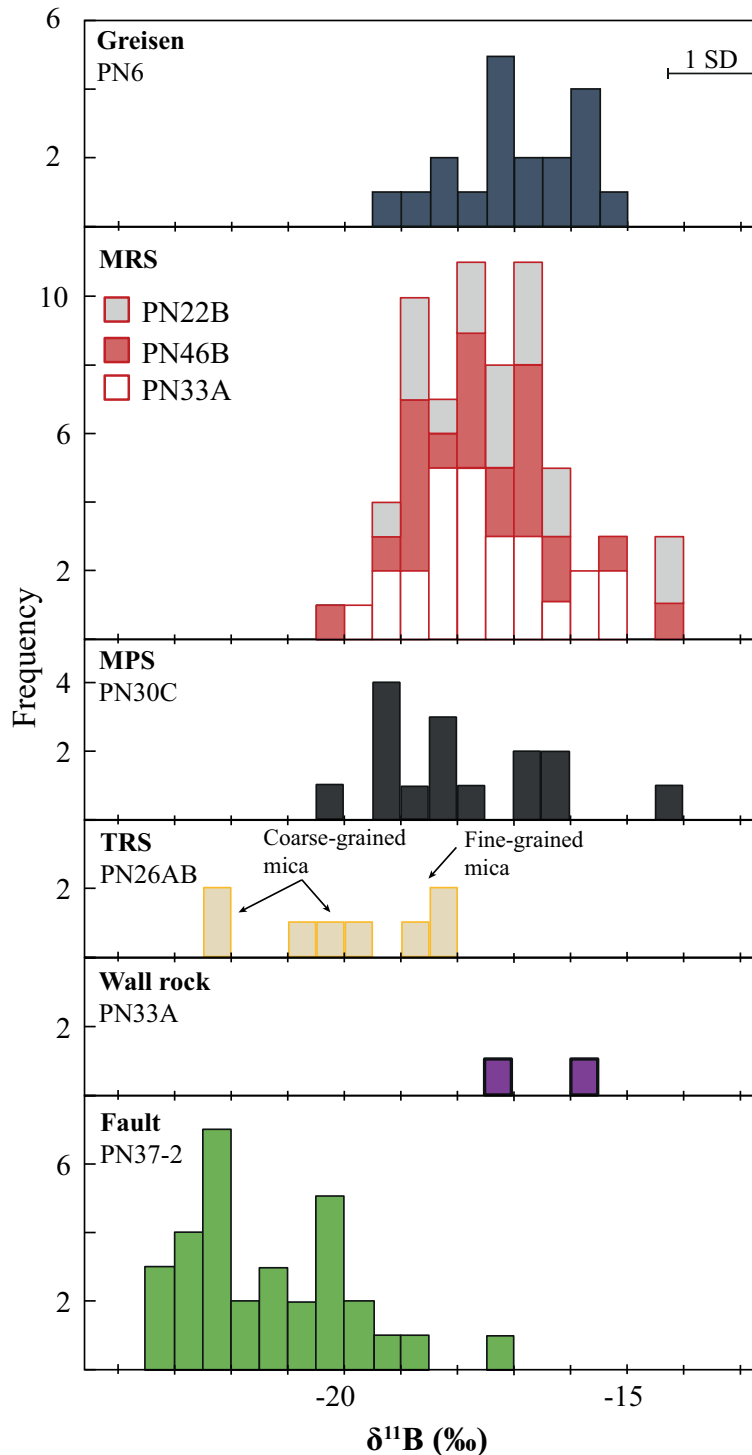 6
Greisen
PN6
1 SD
2
MRS
10
PN22B
PN46B
PN33A
6
2
Frequency
MPS
PN30C
4
2
TRS
PN26AB
Coarse-grained
mica
Fine-grained
mica
2
Wall rock
PN33A
2
Fault
PN37-2
6
2
-20
-15
δ¹¹B (‰)